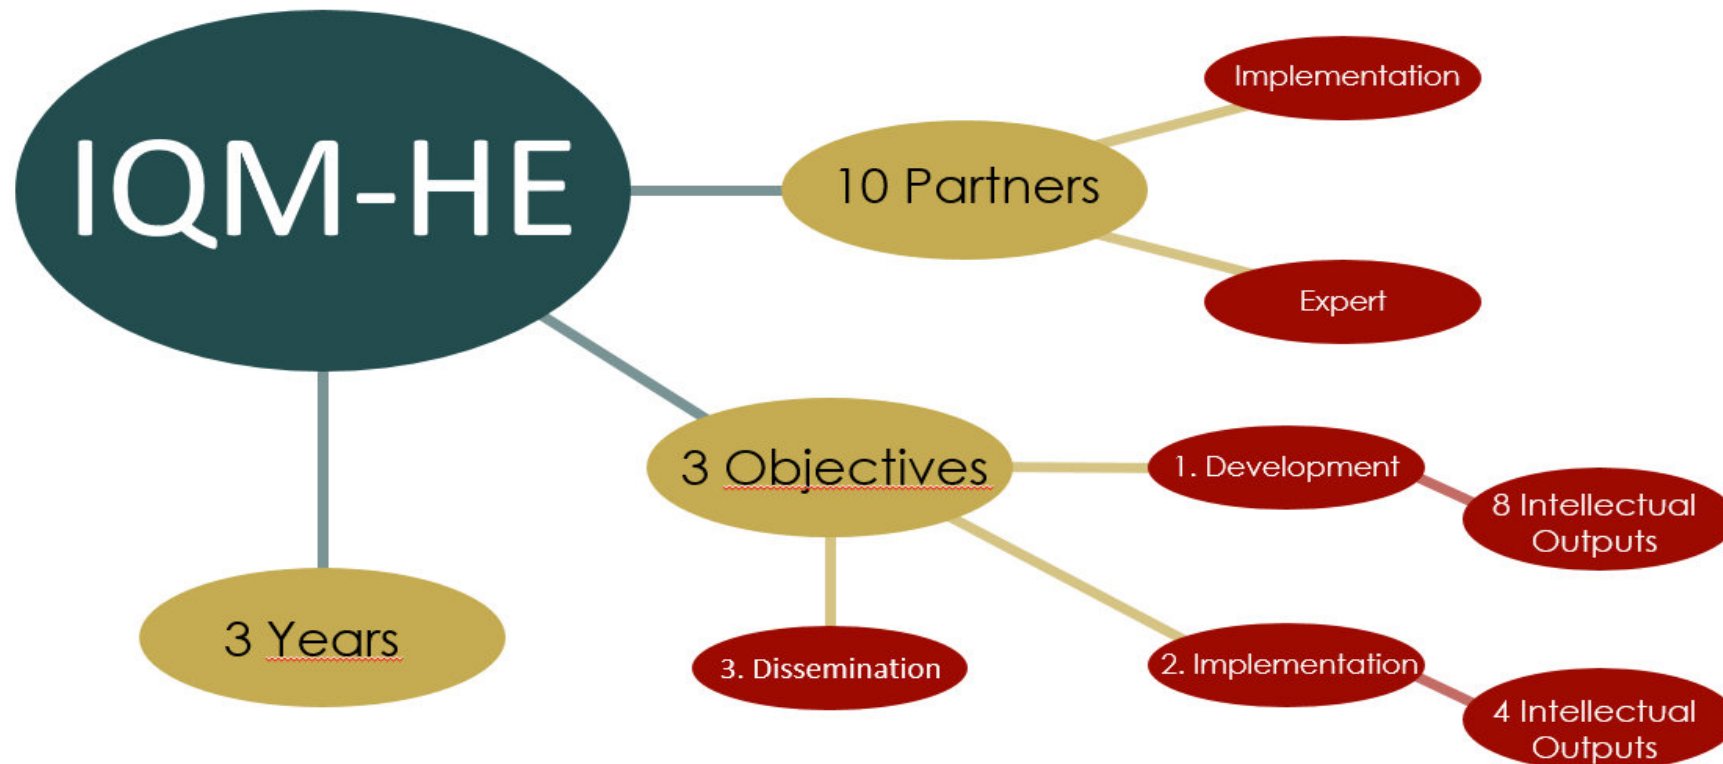 IQM-HE
10 Partners
Implementation
Expert
3 Objectives
1. Development
8 Intellectual
Outputs
2. Implementation
4 Intellectual
Outputs
3. Dissemination
3 Years